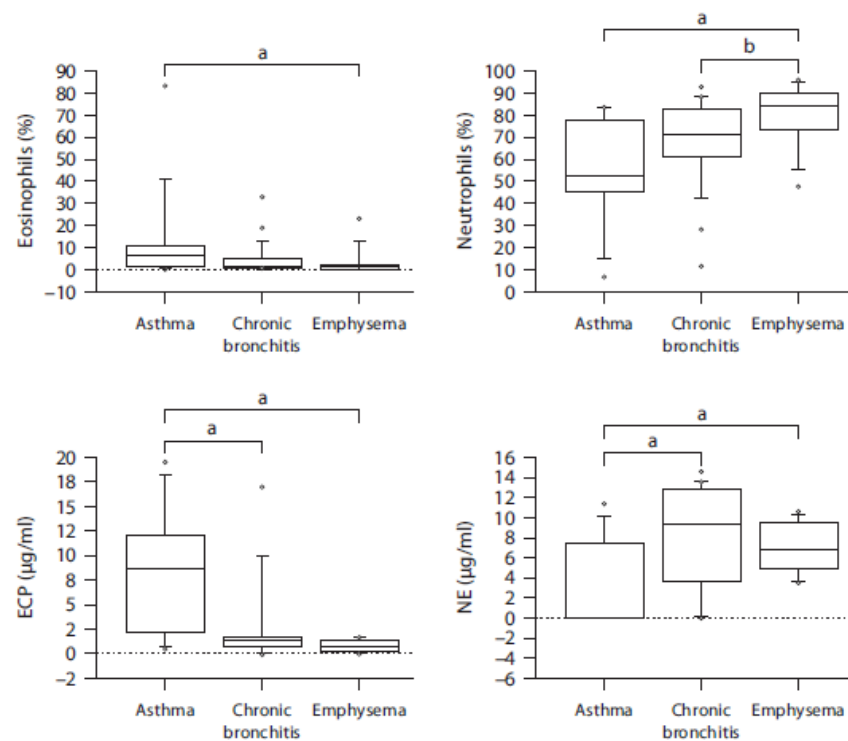 a
Eosinophils (%)
90
80
70
60
50
40
30
20
10
0
−10
Asthma
Chronic
bronchitis
Emphysema
a
b
Neutrophils (%)
100
90
80
70
60
50
40
30
20
10
0
Asthma
Chronic
bronchitis
Emphysema
a
a
ECP (µg/ml)
20
18
15
12
10
8
5
2
0
−2
Asthma
Chronic
bronchitis
Emphysema
a
a
NE (µg/ml)
16
14
12
10
8
6
4
2
0
−2
−4
−6
Asthma
Chronic
bronchitis
Emphysema